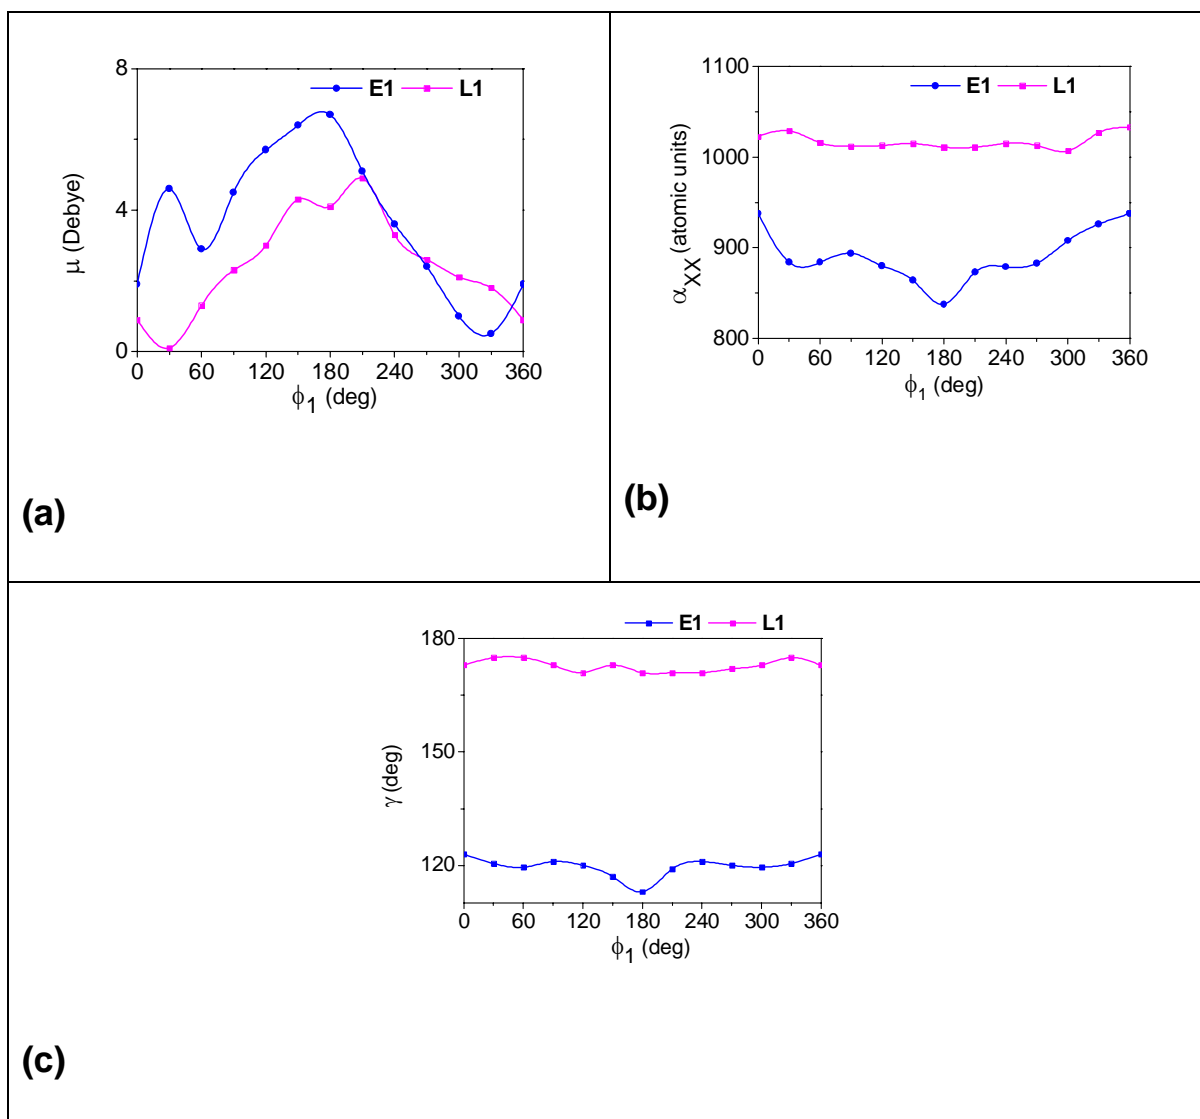 8
4
0
μ (Debye)
E1 L1
0 60 120 180 240 300 360
ϕ1 (deg)
(a)
1100
1000
900
800
αXX (atomic units)
E1 L1
0 60 120 180 240 300 360
ϕ1 (deg)
(b)
E1 L1
180
150
120
γ (deg)
0 60 120 180 240 300 360
ϕ1 (deg)
(c)